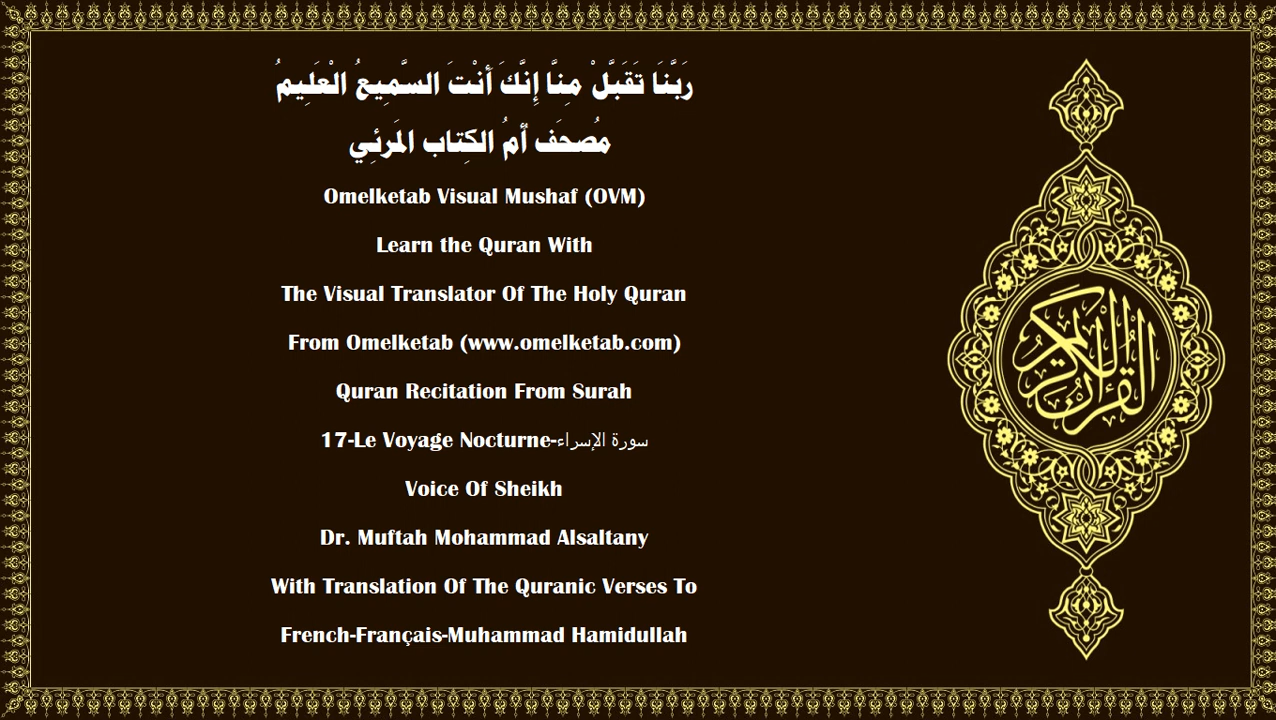 رَبَّنَا تَقَبَّلْ مِنَّا إِنَّكَ أَنْتَ السَّمِيعُ الْعَلِيمُ
مُصحَف أمُ الكِتاب المَرئِي
Omelketab Visual Mushaf (OVM)
Learn the Quran With
The Visual Translator Of The Holy Quran
From Omelketab (www.omelketab.com)
Quran Recitation From Surah
17-Le Voyage Nocturne-سورة الإسراء
Voice Of Sheikh
Dr. Muftah Mohammad Alsaltany
With Translation Of The Quranic Verses To
French-Français-Muhammad Hamidullah
القرآن الكريم